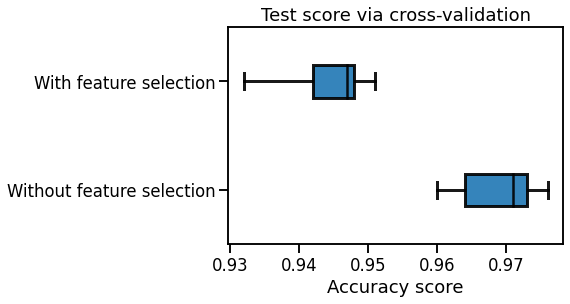 Test score via cross-validation
With feature selection
Without feature selection
0.93 0.94 0.95 0.96 0.97
Accuracy score